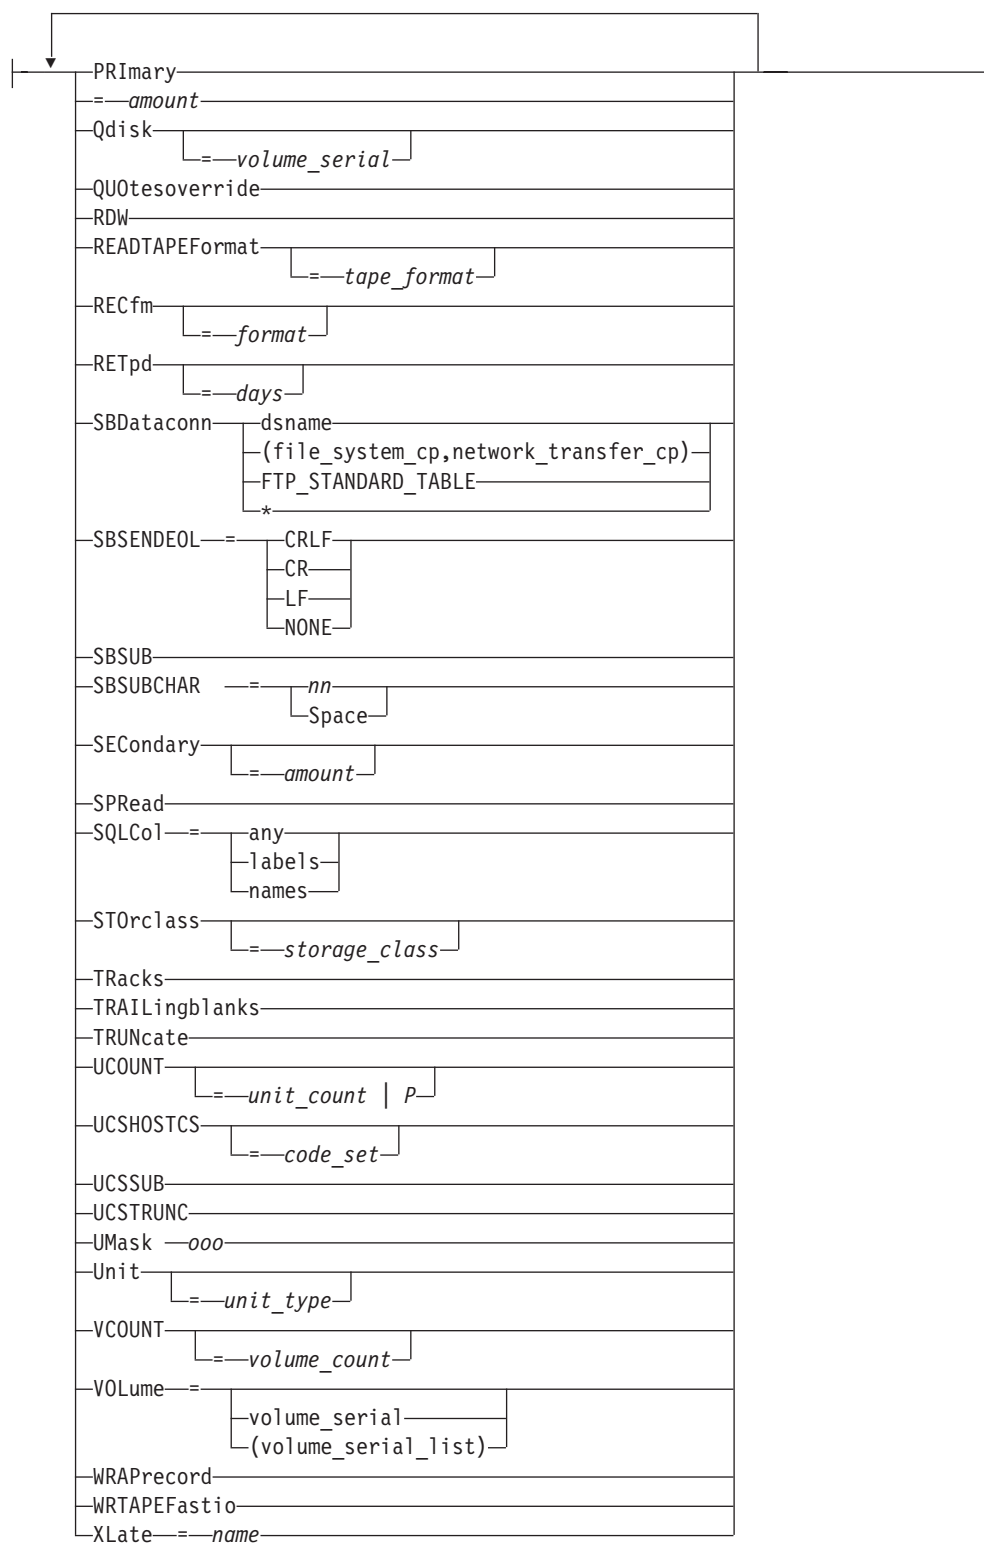 PRImary
=amount
Qdisk
=volume_serial
QUOtesoverride
RDW
READTAPEFormat
=tape_format
RECfm
=format
RETpd
=days
SBDataconn dsname
(file_system_cp,network_transfer_cp)
FTP_STANDARD_TABLE
*
SBSENDEOL = CRLF
CR
LF
NONE
SBSUB
SBSUBCHAR = nn
Space
SECondary
=amount
SPRead
SQLCol = any
labels
names
STOrclass
=storage_class
TRacks
TRAILingblanks
TRUNcate
UCOUNT
=unit_count | P
UCSHOSTCS
=code_set
UCSSUB
UCSTRUNC
UMask ooo
Unit
=unit_type
VCOUNT
=volume_count
VOLume =
volume_serial
(volume_serial_list)
WRAPrecord
WRTAPEFastio
XLate = name